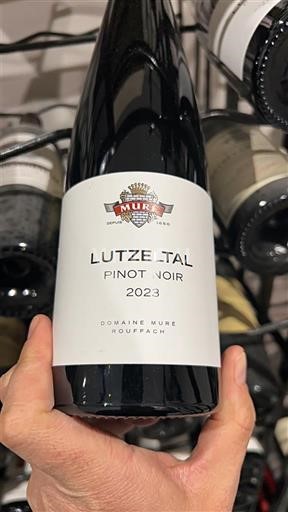 MURÉ
DEPUIS 1650
LUTZELTAL
PINOT NOIR
2023
DOMAINE MURÉ
ROUFFACH